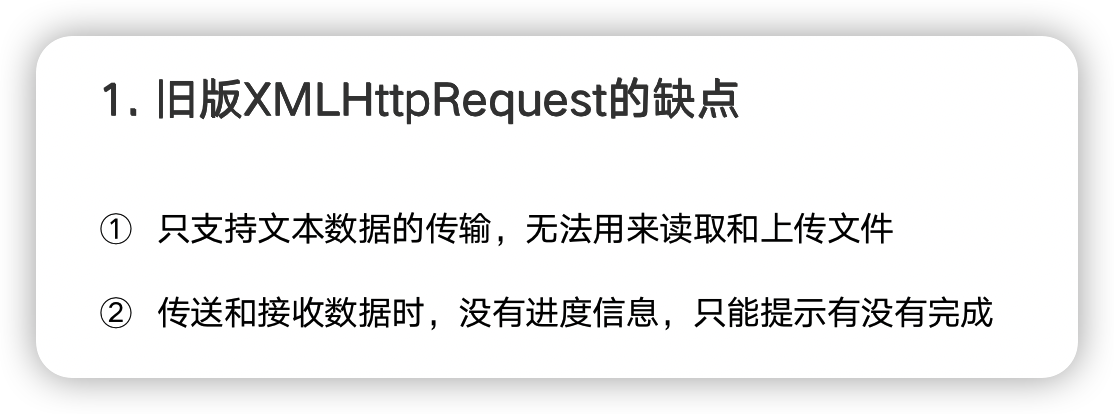 1. 旧版XMLHttpRequest的缺点
① 只支持文本数据的传输，无法用来读取和上传文件
② 传送和接收数据时，没有进度信息，只能提示有没有完成